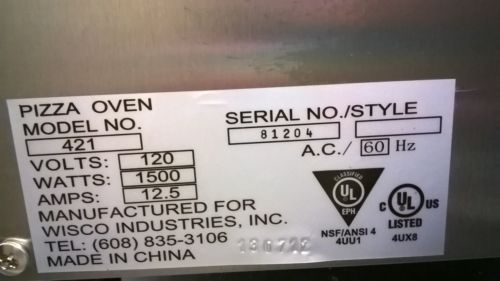 PIZZA OVEN
MODEL NO.
421
SERIAL NO./STYLE
81204
A.C./ 60 Hz
VOLTS: 120
WATTS: 1500
AMPS: 12.5
MANUFACTURED FOR
WISCO INDUSTRIES, INC.
TEL: (608) 835-3106
MADE IN CHINA
CLASSIFIED
UL
EPH
NSF/ANSI 4
4UU1
C UL US
LISTED
4UX8